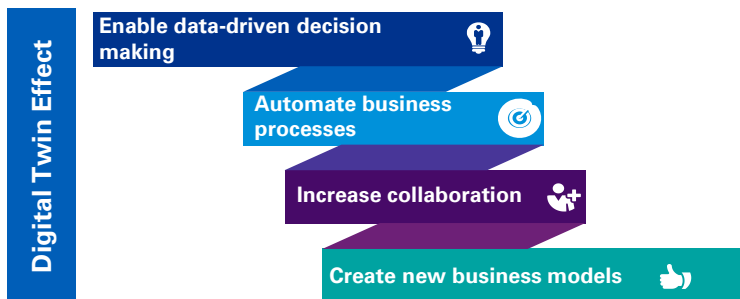 Digital Twin Effect
Enable data-driven decision
making
Automate business
processes
Increase collaboration
Create new business models